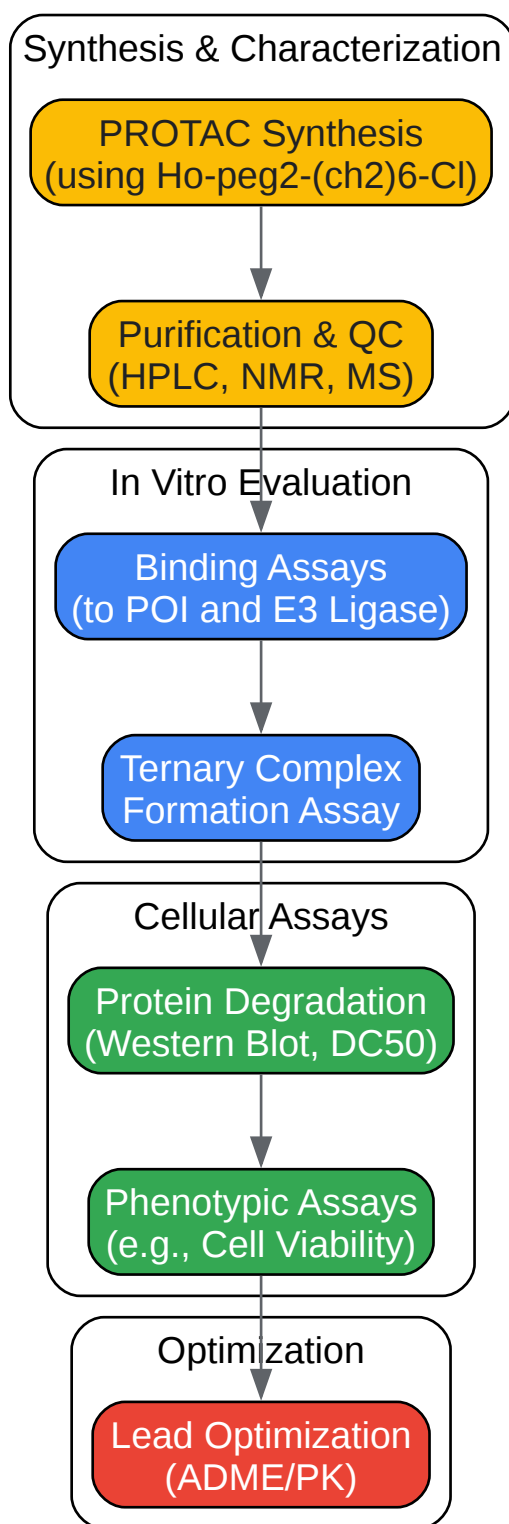 Synthesis & Characterization
PROTAC Synthesis
(using Ho-peg2-(ch2)6-Cl)
Purification & QC
(HPLC, NMR, MS)
In Vitro Evaluation
Binding Assays
(to POI and E3 Ligase)
Ternary Complex
Formation Assay
Cellular Assays
Protein Degradation
(Western Blot, DC50)
Phenotypic Assays
(e.g., Cell Viability)
Optimization
Lead Optimization
(ADME/PK)